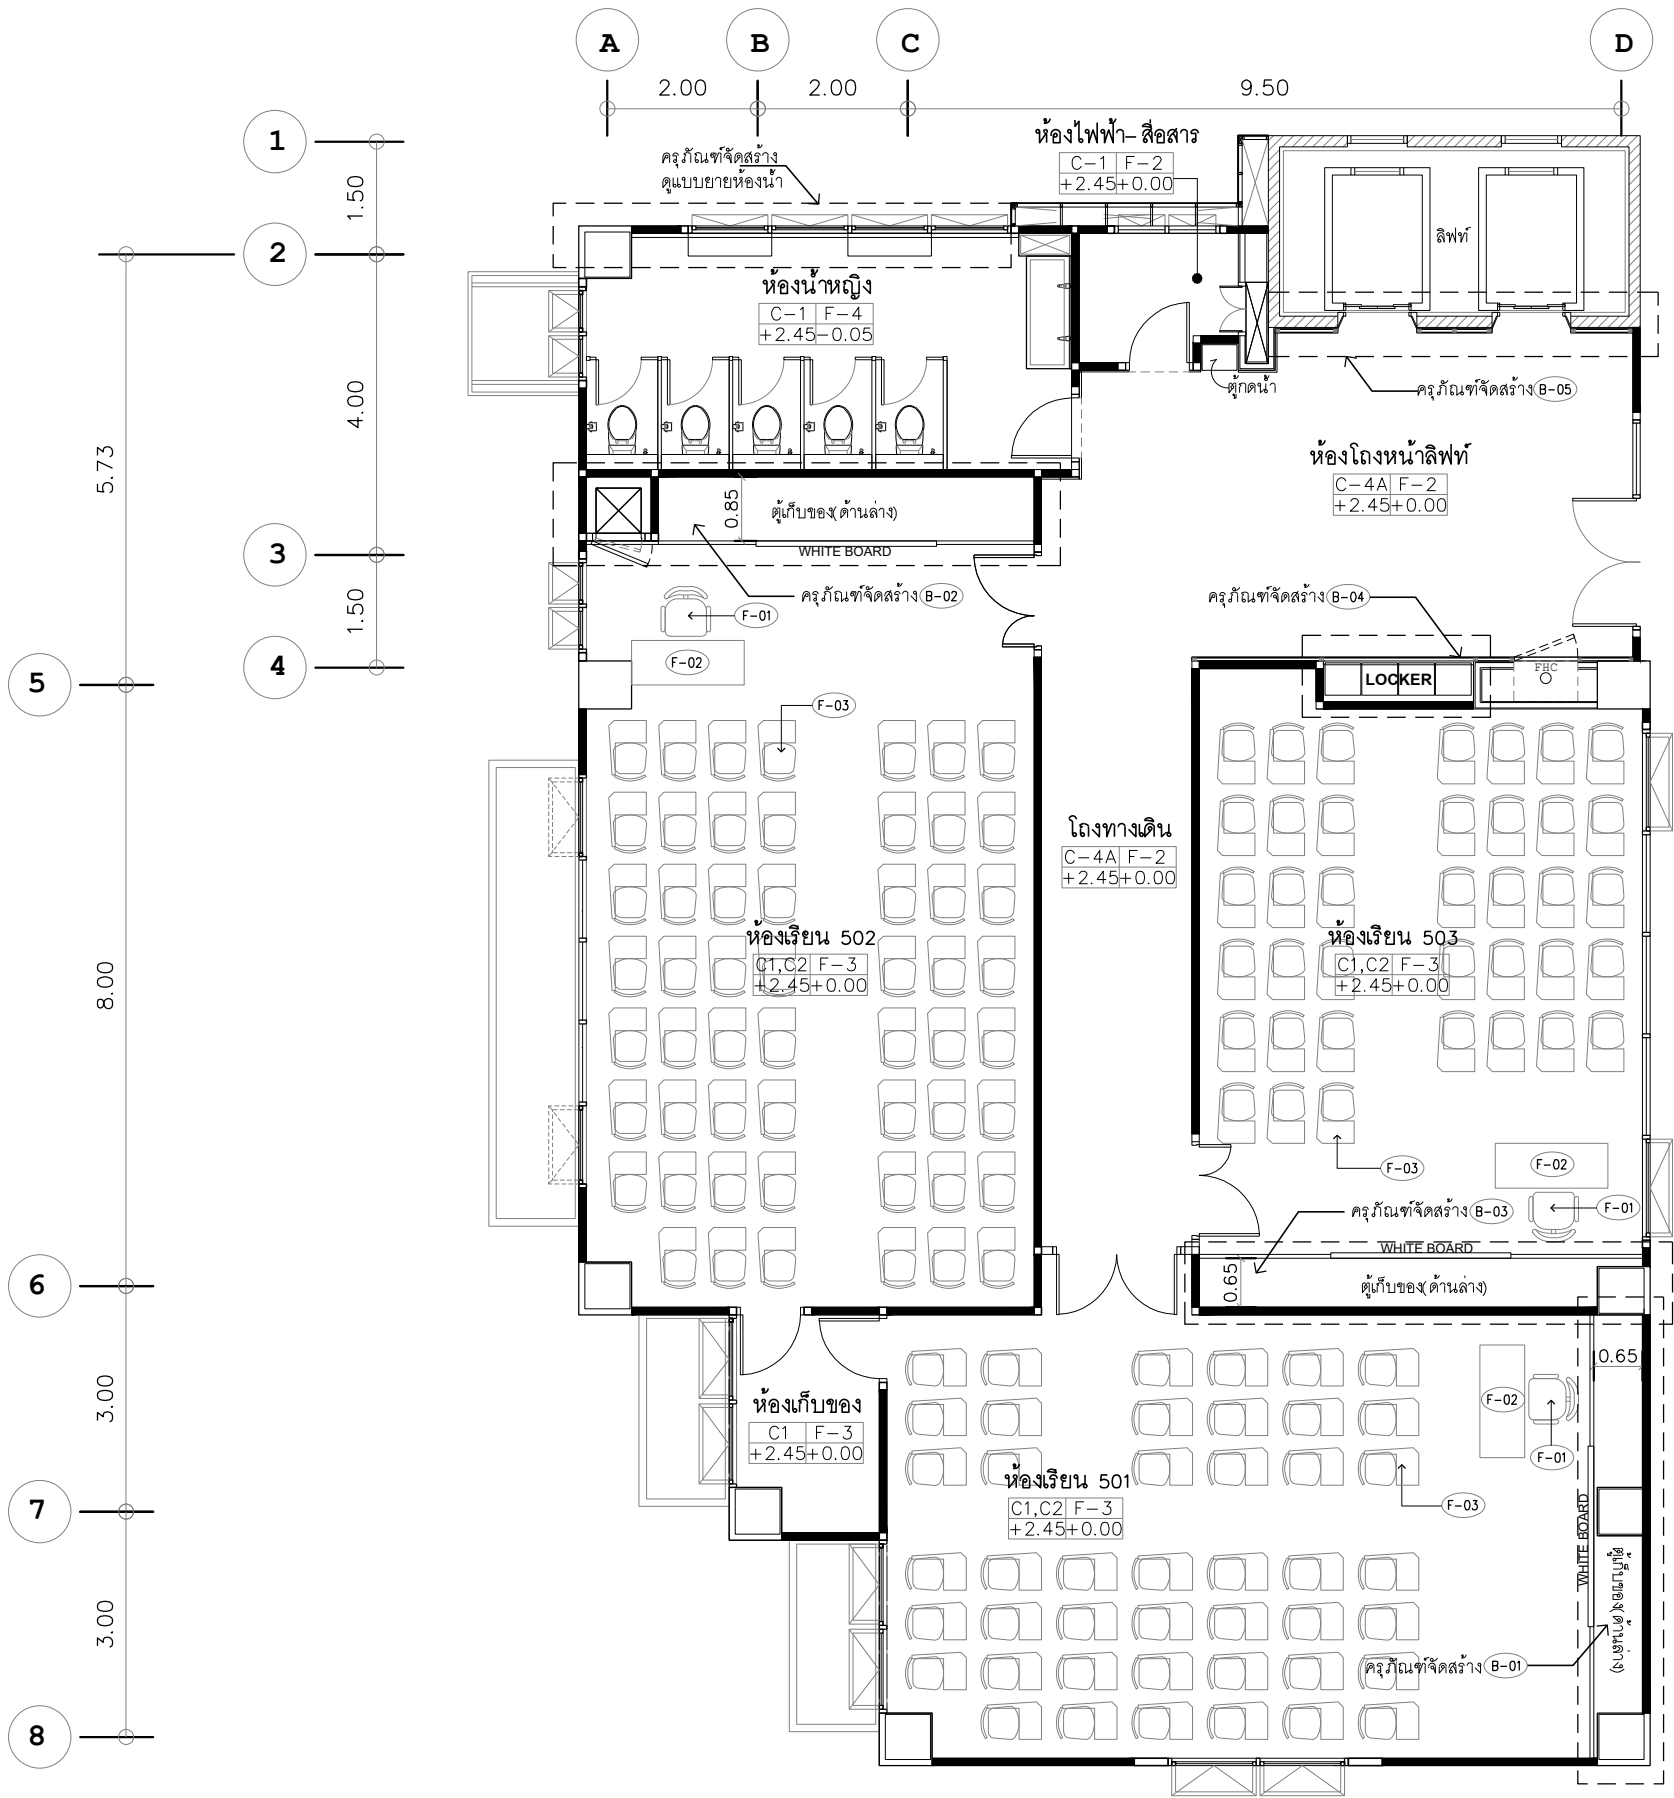 A B C D
2.00 2.00 9.50
1
ห้องไฟฟ้า-สื่อสาร
C-1 F-2
+2.45 +0.00
ครุภัณฑ์จัดสร้าง
ดูแบบขยายห้องน้ำ
1.50
2
ลิฟท์
ห้องน้ำหญิง
C-1 F-4
+2.45 -0.05
ตู้กดน้ำ
ครุภัณฑ์จัดสร้าง B-05
4.00
5.73
ห้องโถงหน้าลิฟท์
C-4A F-2
+2.45 +0.00
0.85
ตู้เก็บของ(ด้านล่าง)
WHITE BOARD
3
ครุภัณฑ์จัดสร้าง B-02
ครุภัณฑ์จัดสร้าง B-04
F-01
1.50
F-02
4
5
LOCKER
FHC
F-03
โถงทางเดิน
C-4A F-2
+2.45 +0.00
ห้องเรียน 502
C1,C2 F-3
+2.45 +0.00
ห้องเรียน 503
C1,C2 F-3
+2.45 +0.00
8.00
F-03
F-02
F-01
ครุภัณฑ์จัดสร้าง B-03
WHITE BOARD
0.65
ตู้เก็บของ(ด้านล่าง)
6
0.65
3.00
ห้องเก็บของ
C1 F-3
+2.45 +0.00
F-02
F-01
ห้องเรียน 501
C1,C2 F-3
+2.45 +0.00
F-03
7
WHITE BOARD
ตู้เก็บของ(ด้านล่าง)
3.00
ครุภัณฑ์จัดสร้าง B-01
8